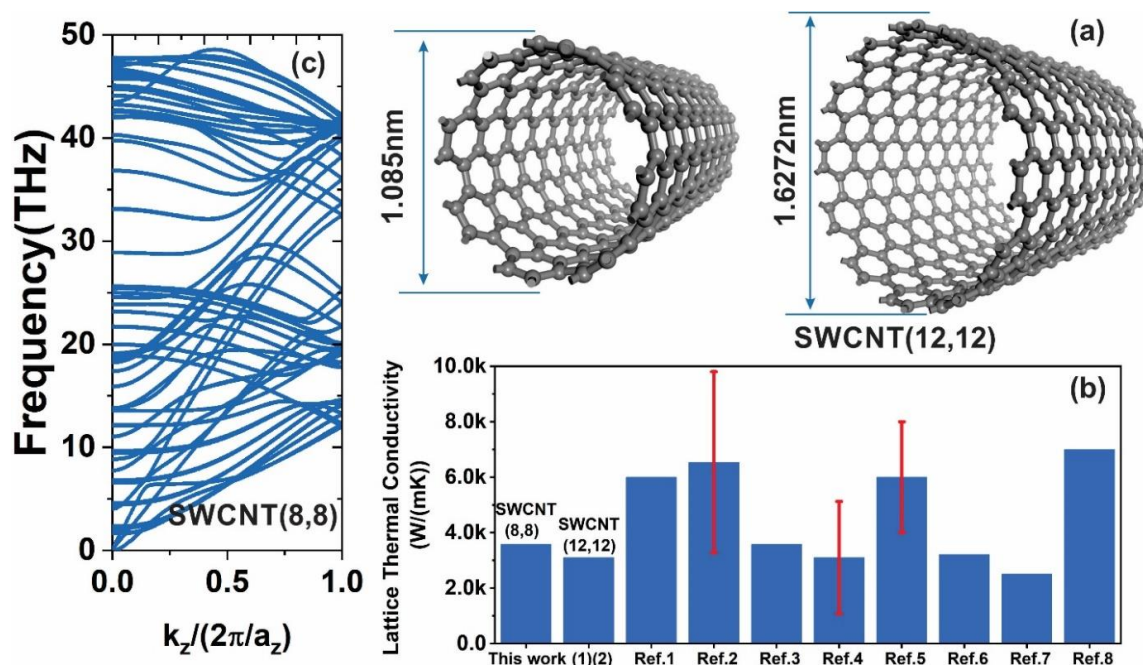 50
40
30
20
10
0
Frequency(THz)
(c)
SWCNT(8,8)
0.0 0.5 1.0
k_z/(2π/a_z)
1.085nm
1.6272nm
(a)
SWCNT(12,12)
10.0k
8.0k
6.0k
4.0k
2.0k
0.0
Lattice Thermal Conductivity
(W/(mK))
(b)
SWCNT
(8,8)
SWCNT
(12,12)
This work (1)(2) Ref.1 Ref.2 Ref.3 Ref.4 Ref.5 Ref.6 Ref.7 Ref.8